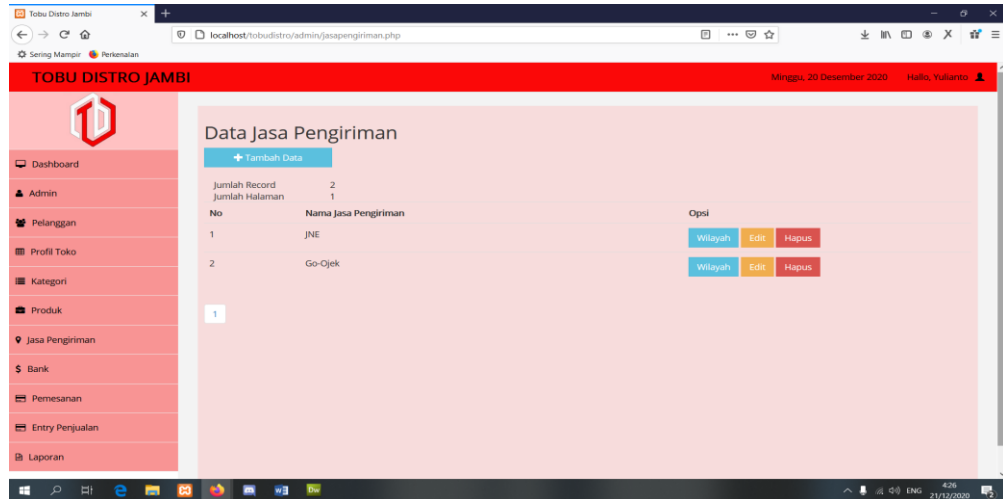 Tobu Distro Jambi
localhost/tobudistro/admin/jasapengiriman.php
Sering Mampir Perkenalan
TOBU DISTRO JAMBI
Minggu, 20 Desember 2020 Hallo, Yulianto
Dashboard
Admin
Pelanggan
Profil Toko
Kategori
Produk
Jasa Pengiriman
Bank
Pemesanan
Entry Penjualan
Laporan
Data Jasa Pengiriman
Tambah Data
Jumlah Record 2
Jumlah Halaman 1
No Nama Jasa Pengiriman Opsi
1 JNE Wilayah Edit Hapus
2 Go-Ojek Wilayah Edit Hapus
1
ENG
4:26
21/12/2020